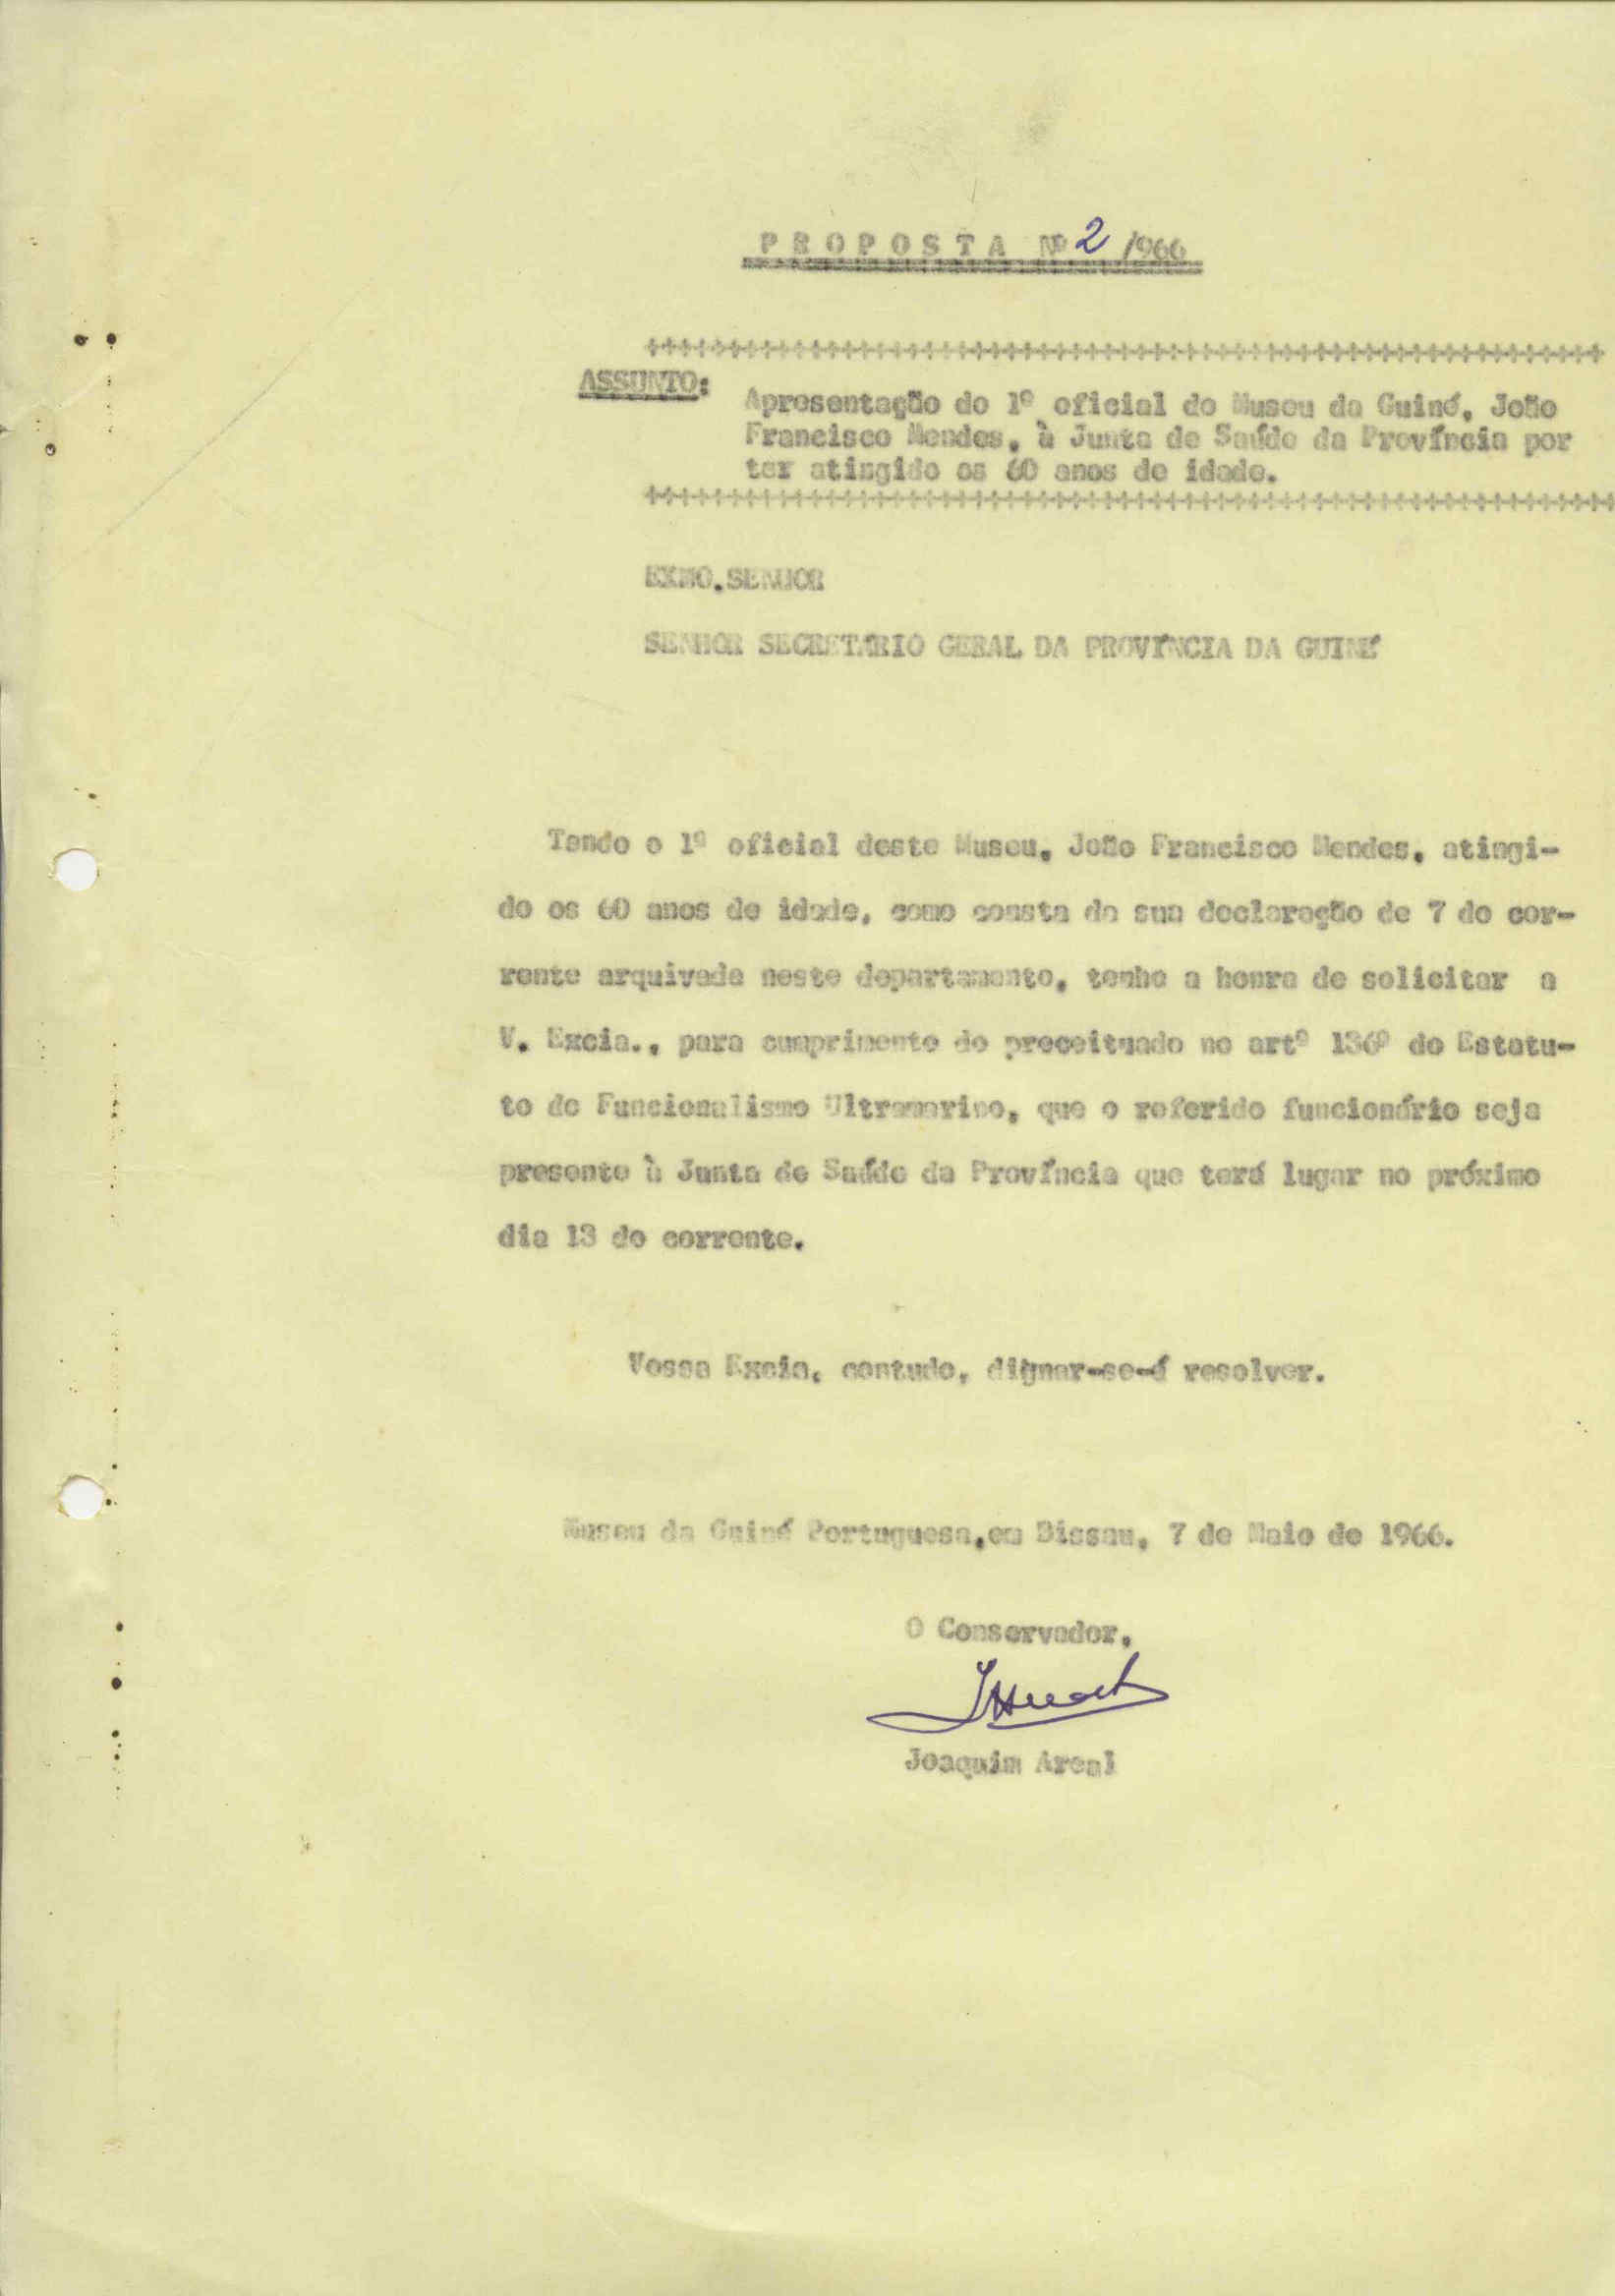 P R O P O S T A Nº 2 /966
++++++++++++++++++++++++++++++++++++++++++++++++++++++++++++
ASSUNTO:
Apresentação do 1º oficial do Museu da Guiné, João
Francisco Mendes, à Junta de Saúde da Província por
ter atingido os 60 anos de idade.
++++++++++++++++++++++++++++++++++++++++++++++++++++++++++++
EXMO.SENHOR
SENHOR SECRETÁRIO GERAL DA PROVÍNCIA DA GUINÉ
Tendo o 1º oficial deste Museu, João Francisco Mendes, atingi-
do os 60 anos de idade, como consta da sua declaração de 7 do cor-
rente arquivada neste departamento, tenho a honra de solicitar a
V. Excia., para cumprimento do preceituado no artº 136º do Estatu-
to do Funcionalismo Ultramarino, que o referido funcionário seja
presente à Junta de Saúde da Província que terá lugar no próximo
dia 13 do corrente.
Vossa Excia, contudo, dignar-se-á resolver.
Museu da Guiné Portuguesa,em Bissau, 7 de Maio de 1966.
O Conservador,
Joaquim Areal